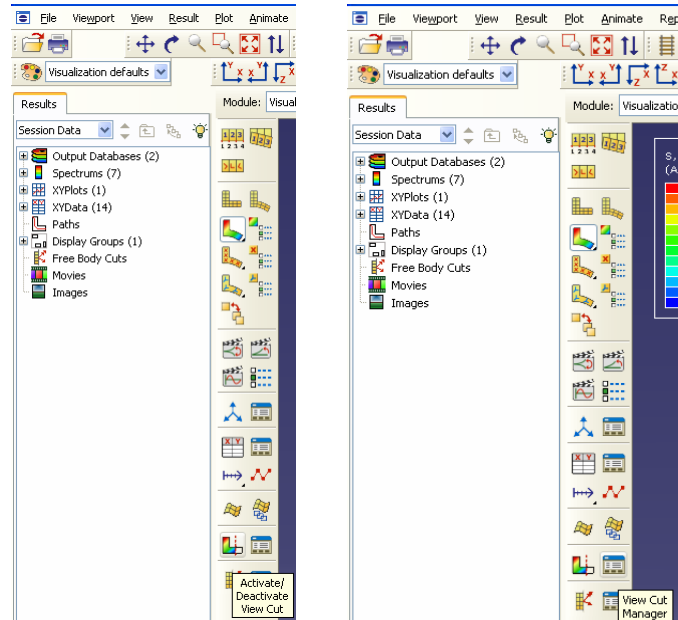 File Viewport View Result Plot Animate
Visualization defaults
Results
Module: Visual
Session Data
Output Databases (2)
Spectrums (7)
XYPlots (1)
XYData (14)
Paths
Display Groups (1)
Free Body Cuts
Movies
Images
Activate/
Deactivate
View Cut
File Viewport View Result Plot Animate Rep
Visualization defaults
Results
Module: Visualizatio
Session Data
S,
(A
Output Databases (2)
Spectrums (7)
XYPlots (1)
XYData (14)
Paths
Display Groups (1)
Free Body Cuts
Movies
Images
View Cut
Manager